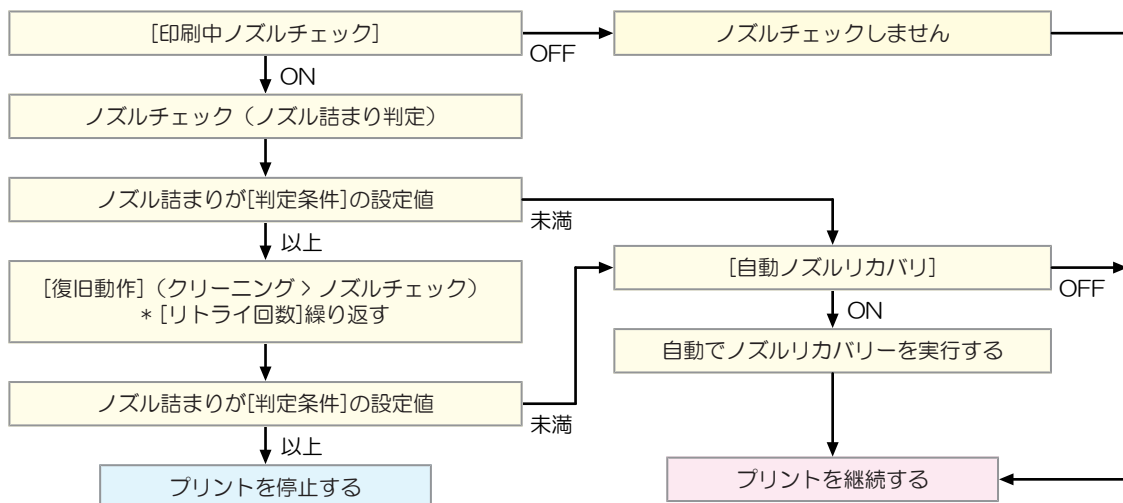 [印刷中ノズルチェック]
OFF
ノズルチェックしません
ON
ノズルチェック（ノズル詰まり判定）
ノズル詰まりが[判定条件]の設定値
未満
以上
[復旧動作]（クリーニング > ノズルチェック）
* [リトライ回数]繰り返す
[自動ノズルリカバリ]
OFF
ON
自動でノズルリカバリーを実行する
ノズル詰まりが[判定条件]の設定値
未満
以上
プリントを停止する
プリントを継続する